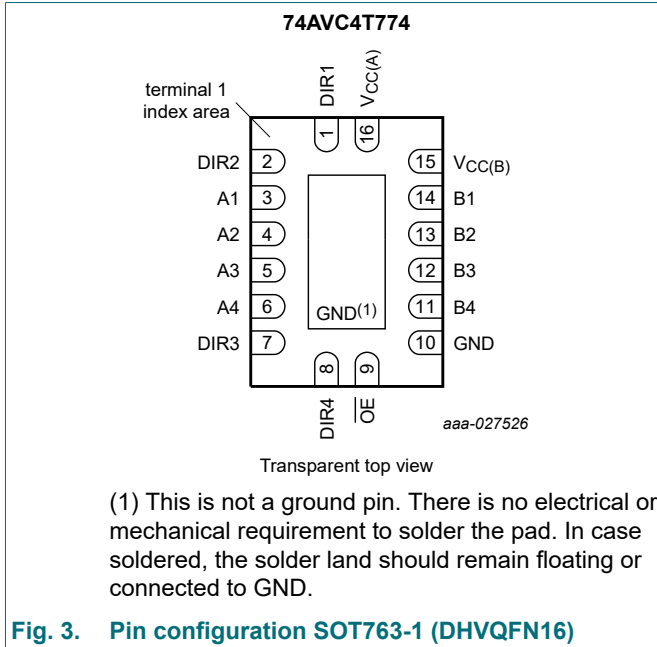 74AVC4T774
terminal 1
index area
DIR1
VCC(A)
1
16
DIR2 2
15 VCC(B)
A1 3
14 B1
A2 4
13 B2
A3 5
12 B3
A4 6
GND(1)
11 B4
DIR3 7
10 GND
8
9
DIR4
OE
aaa-027526
Transparent top view
(1) This is not a ground pin. There is no electrical or
mechanical requirement to solder the pad. In case
soldered, the solder land should remain floating or
connected to GND.
Fig. 3. Pin configuration SOT763-1 (DHVQFN16)